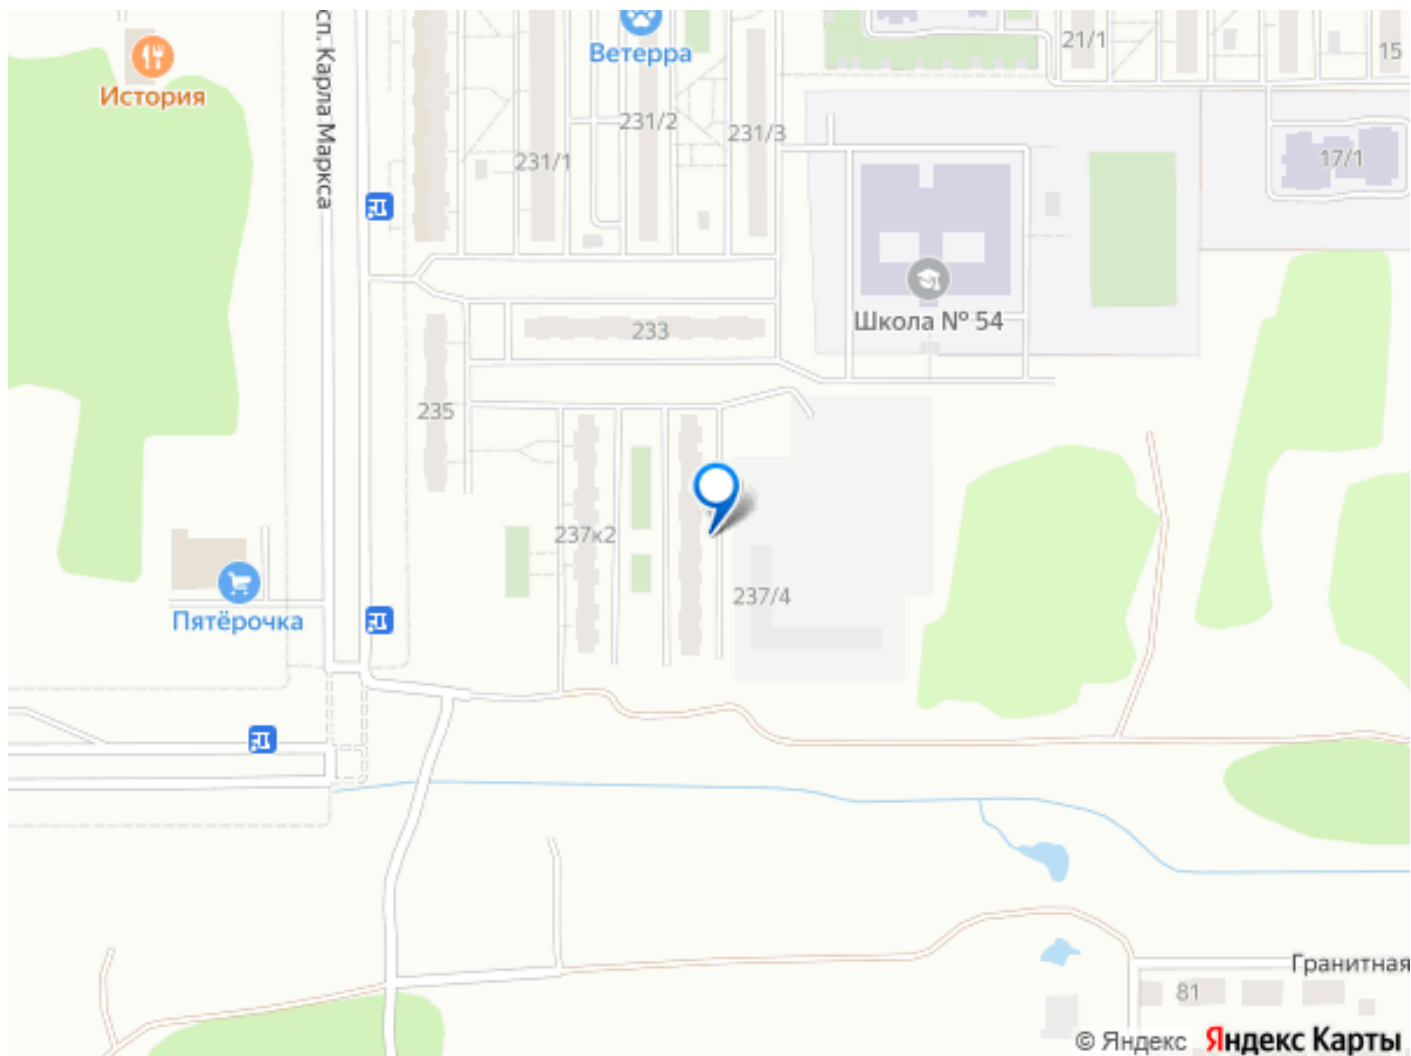 сп. Карла Маркса
История
Ветерра
21/1
15
231/2
231/3
231/1
17/1
233
Школа № 54
235
237к2
237/4
Пятёрочка
Гранитная
81
© Яндекс Яндекс Карты